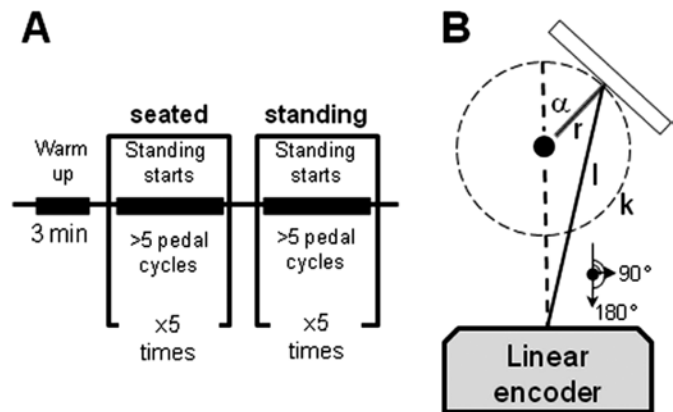 A
seated
standing
Warm
up
Standing
starts
Standing
starts
3 min
>5 pedal
cycles
>5 pedal
cycles
×5
times
×5
times
B
α
r
l
k
90°
180°
Linear
encoder